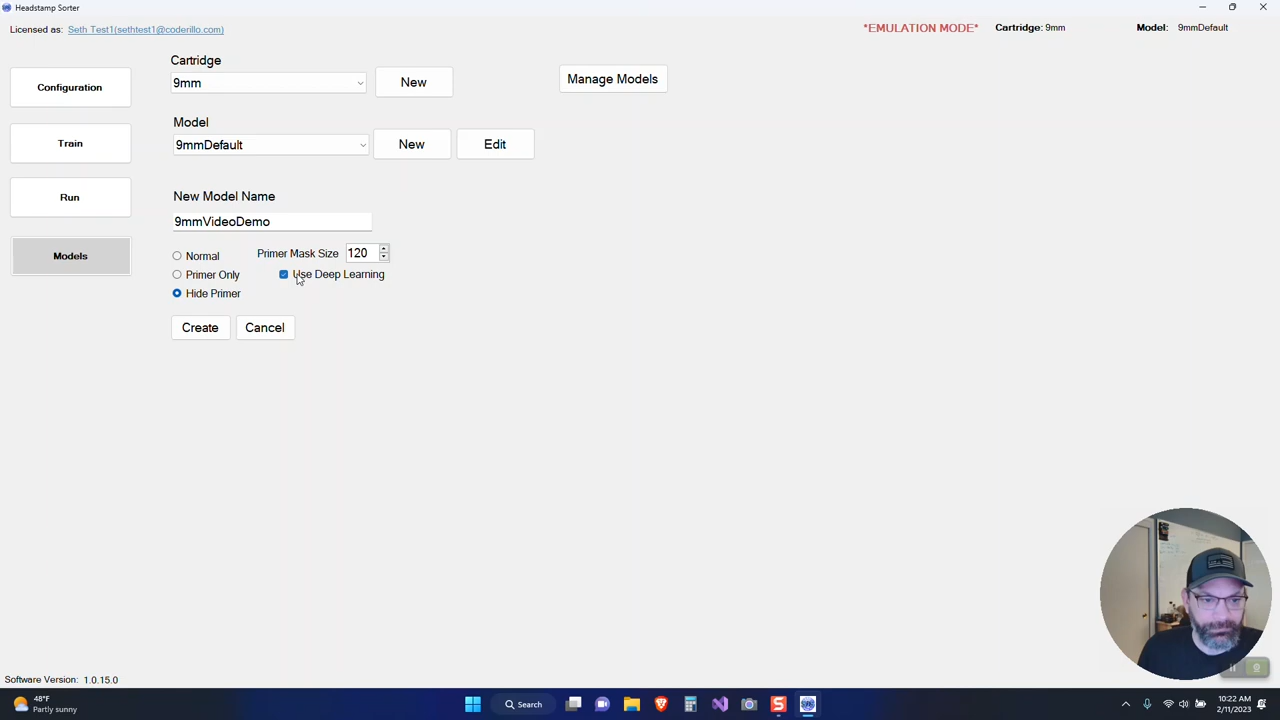 Headstamp Sorter
Licensed as: Seth Test1(sethtest1@coderillo.com)
*EMULATION MODE* Cartridge: 9mm Model: 9mmDefault
Configuration
Train
Run
Models
Cartridge
9mm
New
Manage Models
Model
9mmDefault
New
Edit
New Model Name
9mmVideoDemo
Normal
Primer Only
Hide Primer
Primer Mask Size 120
Use Deep Learning
Create
Cancel
Software Version: 1.0.15.0
48°F
Partly sunny
Search
10:22 AM
2/11/2023